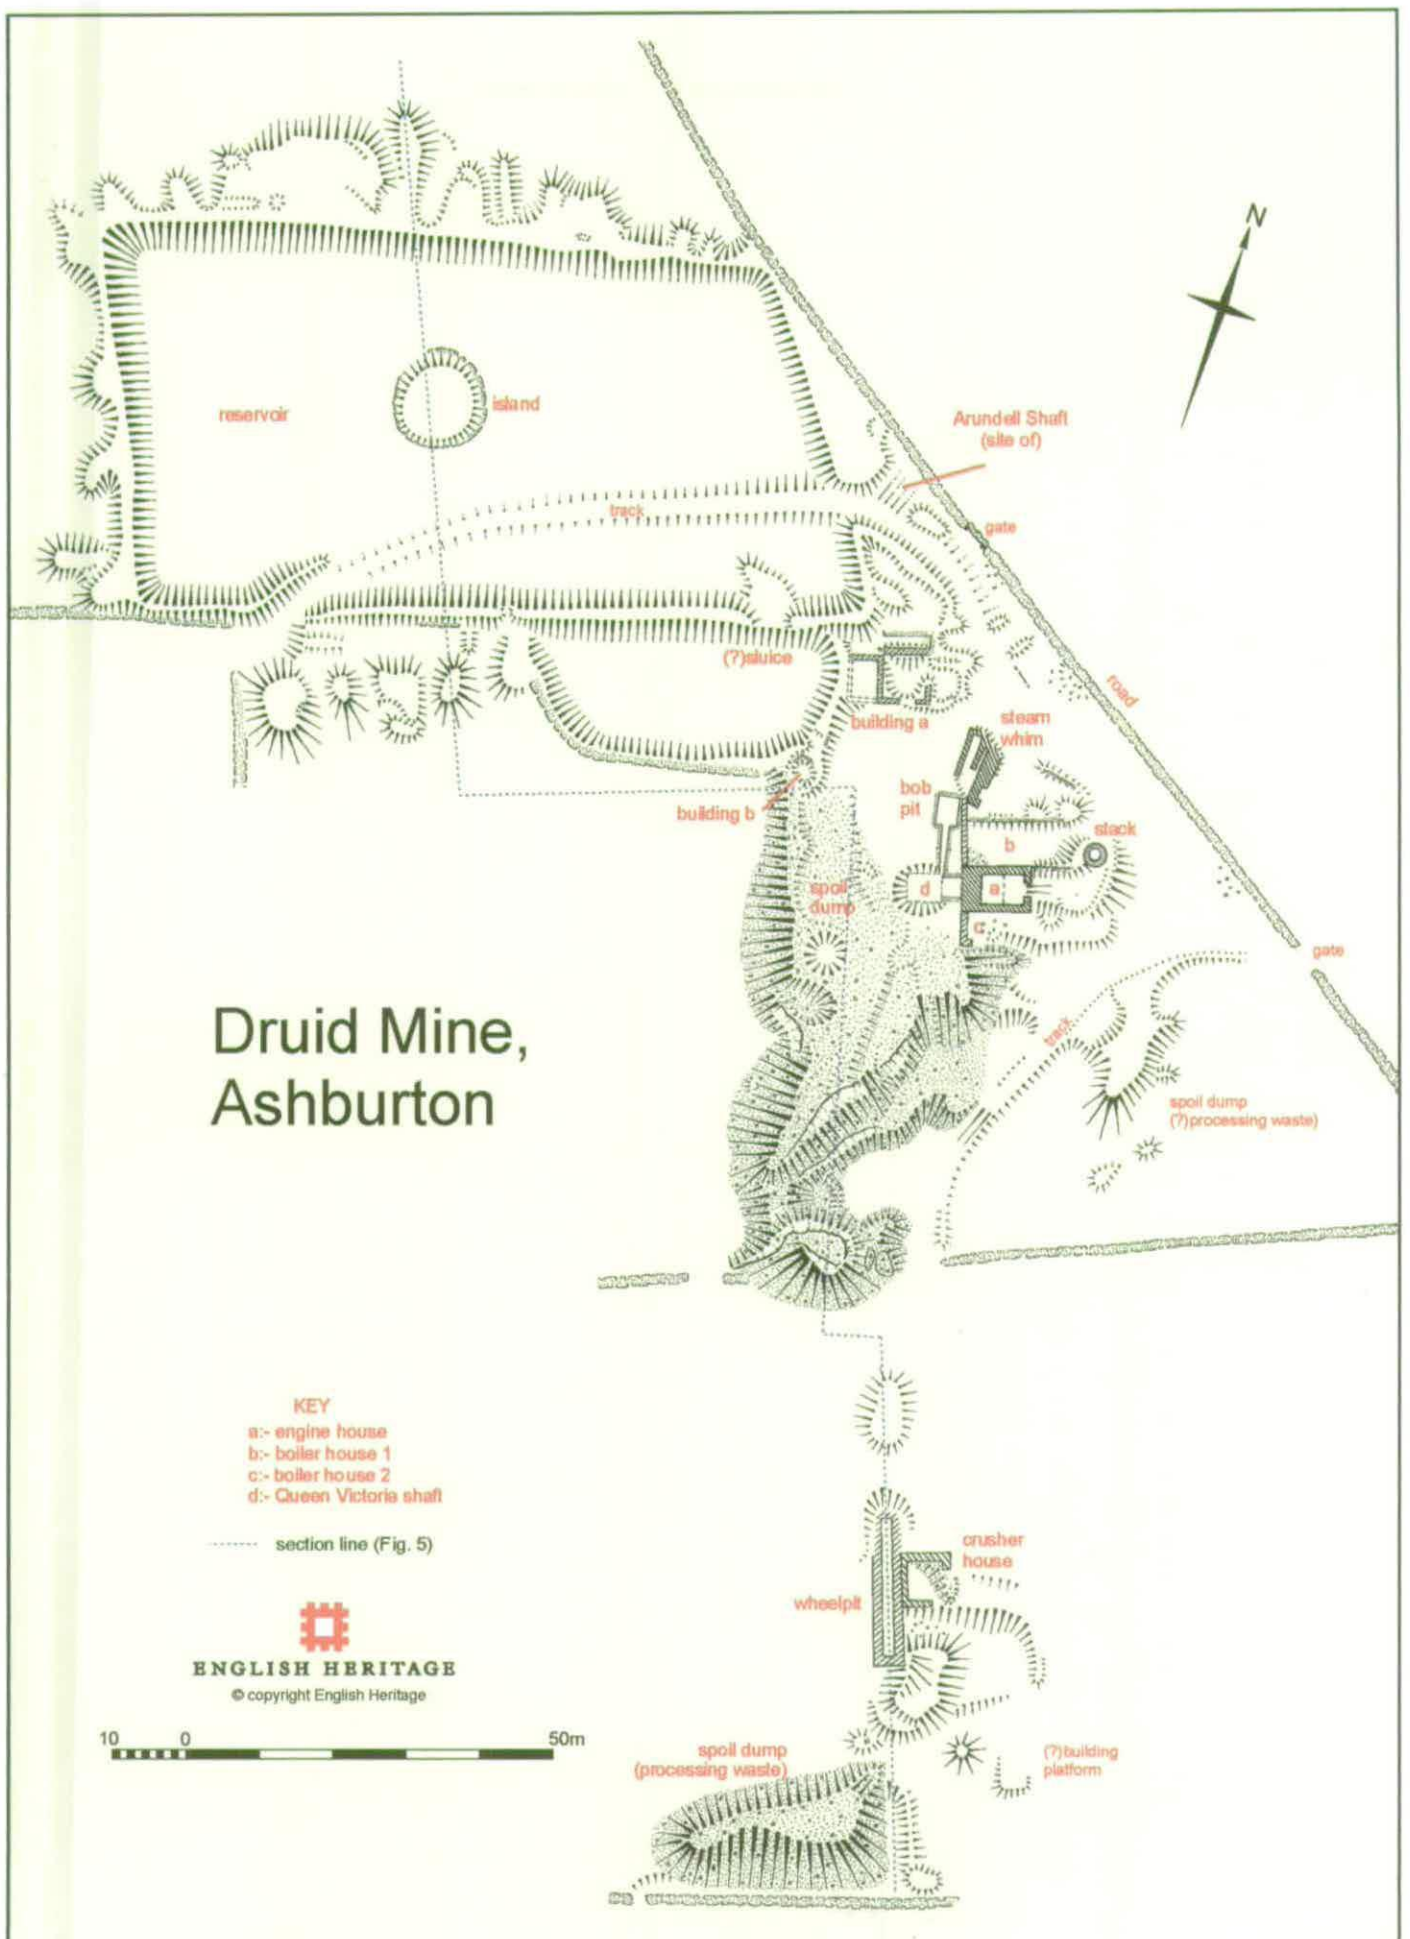 N
Arundell Shaft
(site of)
reservoir
island
track
gate
(?)sluice
building a
road
steam
whim
bob
pit
building b
stack
b
spoil
dump
d
a
c
gate
Druid Mine,
Ashburton
track
spoil dump
(?)processing waste)
KEY
a:- engine house
b:- boiler house 1
c:- boiler house 2
d:- Queen Victoria shaft
section line (Fig. 5)
crusher
house
wheelpit
ENGLISH HERITAGE
© copyright English Heritage
10 0 50m
spoil dump
(processing waste)
(?)building
platform